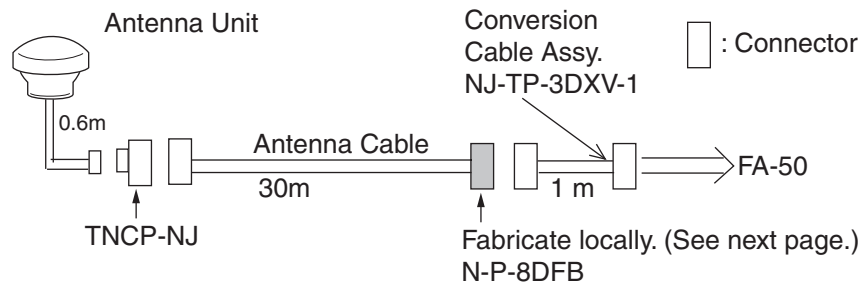 Antenna Unit
Conversion
Cable Assy.
NJ-TP-3DXV-1
: Connector
0.6m
Antenna Cable
30m
1 m
FA-50
TNCP-NJ
Fabricate locally. (See next page.)
N-P-8DFB